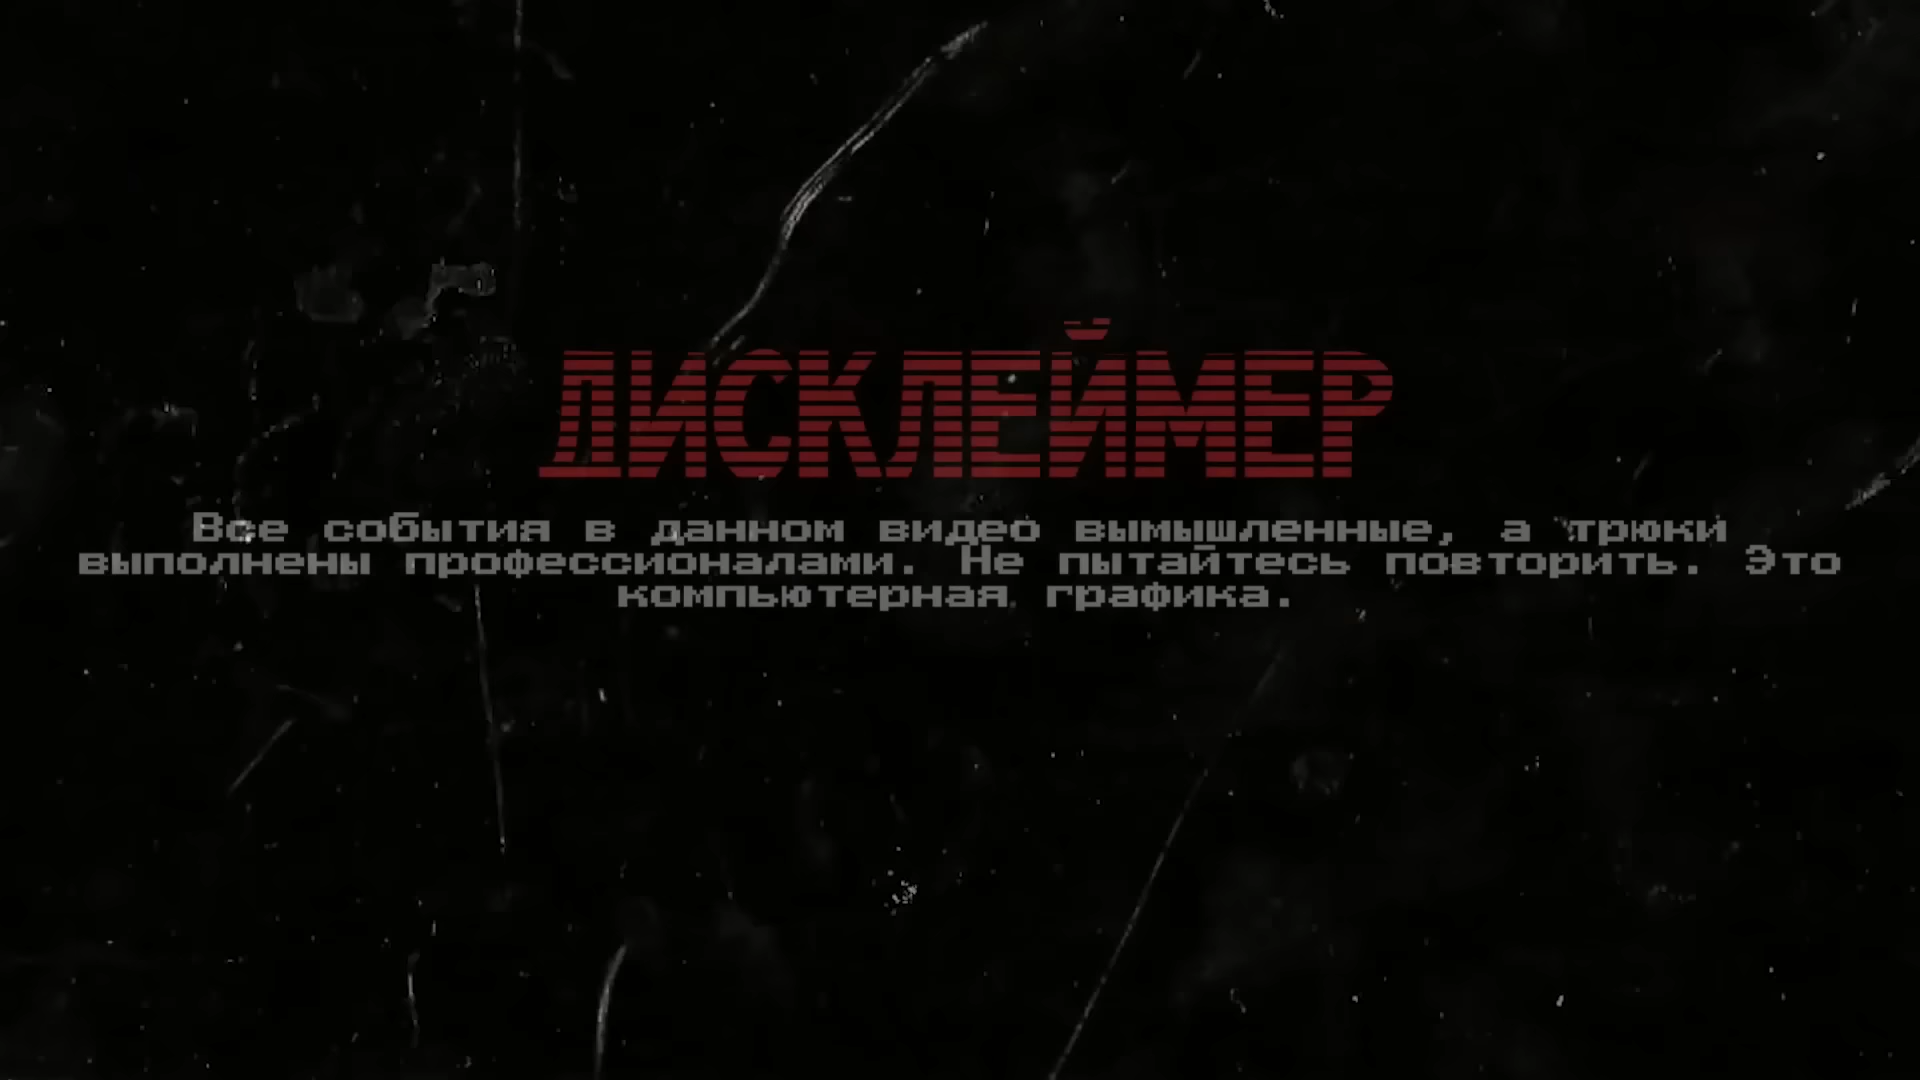 ДИСКЛЕЙМЕР
Все события в данном видео вымышленные, а трюки
выполнены профессионалами. Не пытайтесь повторить. Это
компьютерная графика.